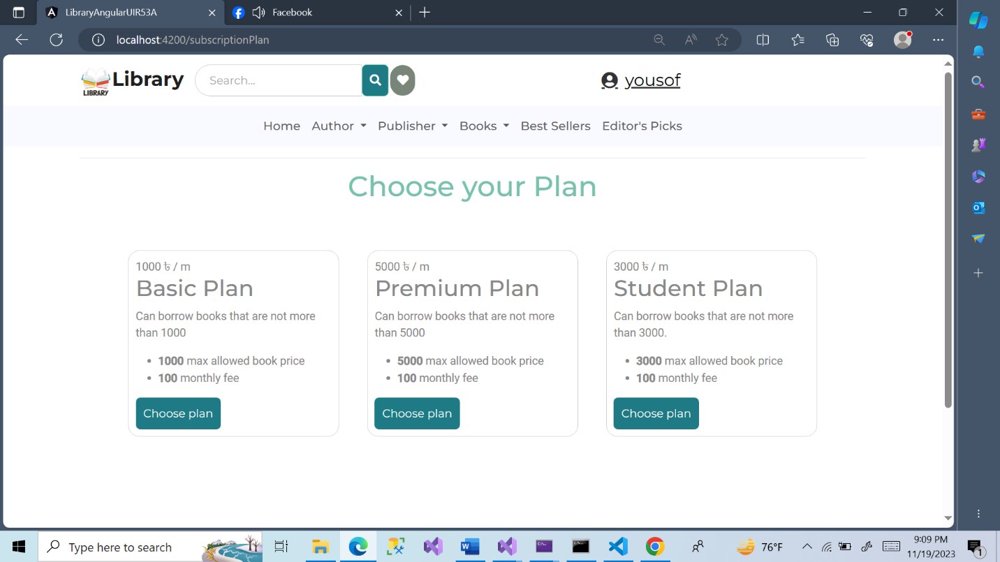 LibraryAngularUIR53A
Facebook
localhost:4200/subscriptionPlan
LIBRARY
Library
Search...
yousof
Home Author Publisher Books Best Sellers Editor's Picks
Choose your Plan
1000 ৳ / m
Basic Plan
Can borrow books that are not more
than 1000
1000 max allowed book price
100 monthly fee
Choose plan
5000 ৳ / m
Premium Plan
Can borrow books that are not more
than 5000
5000 max allowed book price
100 monthly fee
Choose plan
3000 ৳ / m
Student Plan
Can borrow books that are not more
than 3000.
3000 max allowed book price
100 monthly fee
Choose plan
Type here to search
76°F
9:09 PM
11/19/2023
1